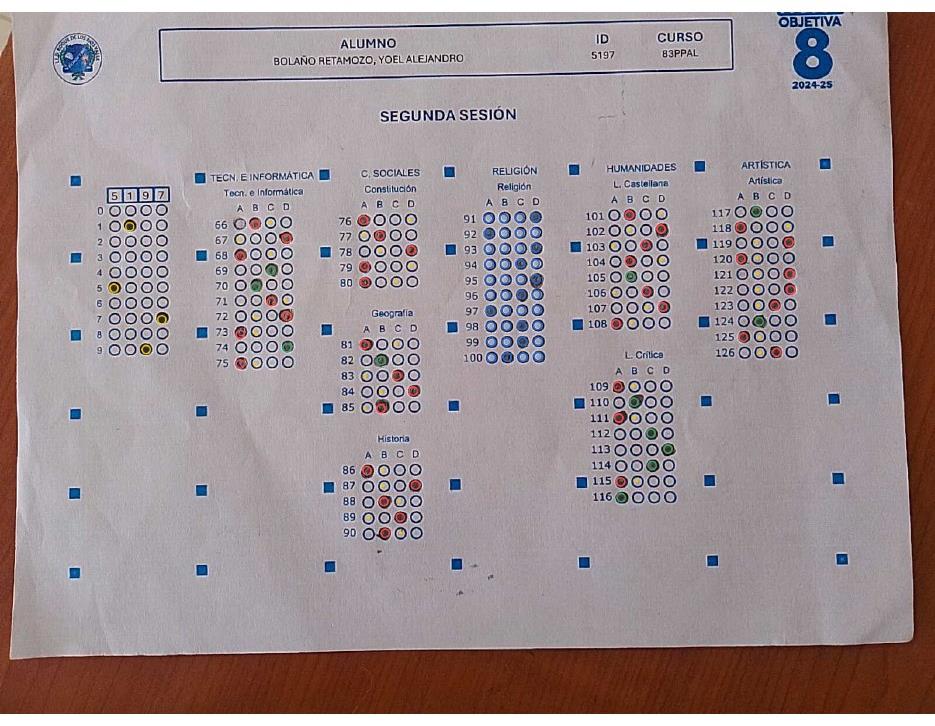 OBJETIVA
8
2024-25
ALUMNO ID CURSO
BOLAÑO RETAMOZO, YOEL ALEJANDRO 5197 83PPAL
SEGUNDA SESIÓN
5 1 9 7
0
1
2
3
4
5
6
7
8
9
TECN. E INFORMÁTICA
Tecn. e Informática
A B C D
66
67
68
69
70
71
72
73
74
75
C. SOCIALES
Constitución
A B C D
76
77
78
79
80
Geografía
A B C D
81
82
83
84
85
Historia
A B C D
86
87
88
89
90
RELIGIÓN
Religión
A B C D
91
92
93
94
95
96
97
98
99
100
HUMANIDADES
L. Castellana
A B C D
101
102
103
104
105
106
107
108
L. Crítica
A B C D
109
110
111
112
113
114
115
116
ARTÍSTICA
Artística
A B C D
117
118
119
120
121
122
123
124
125
126